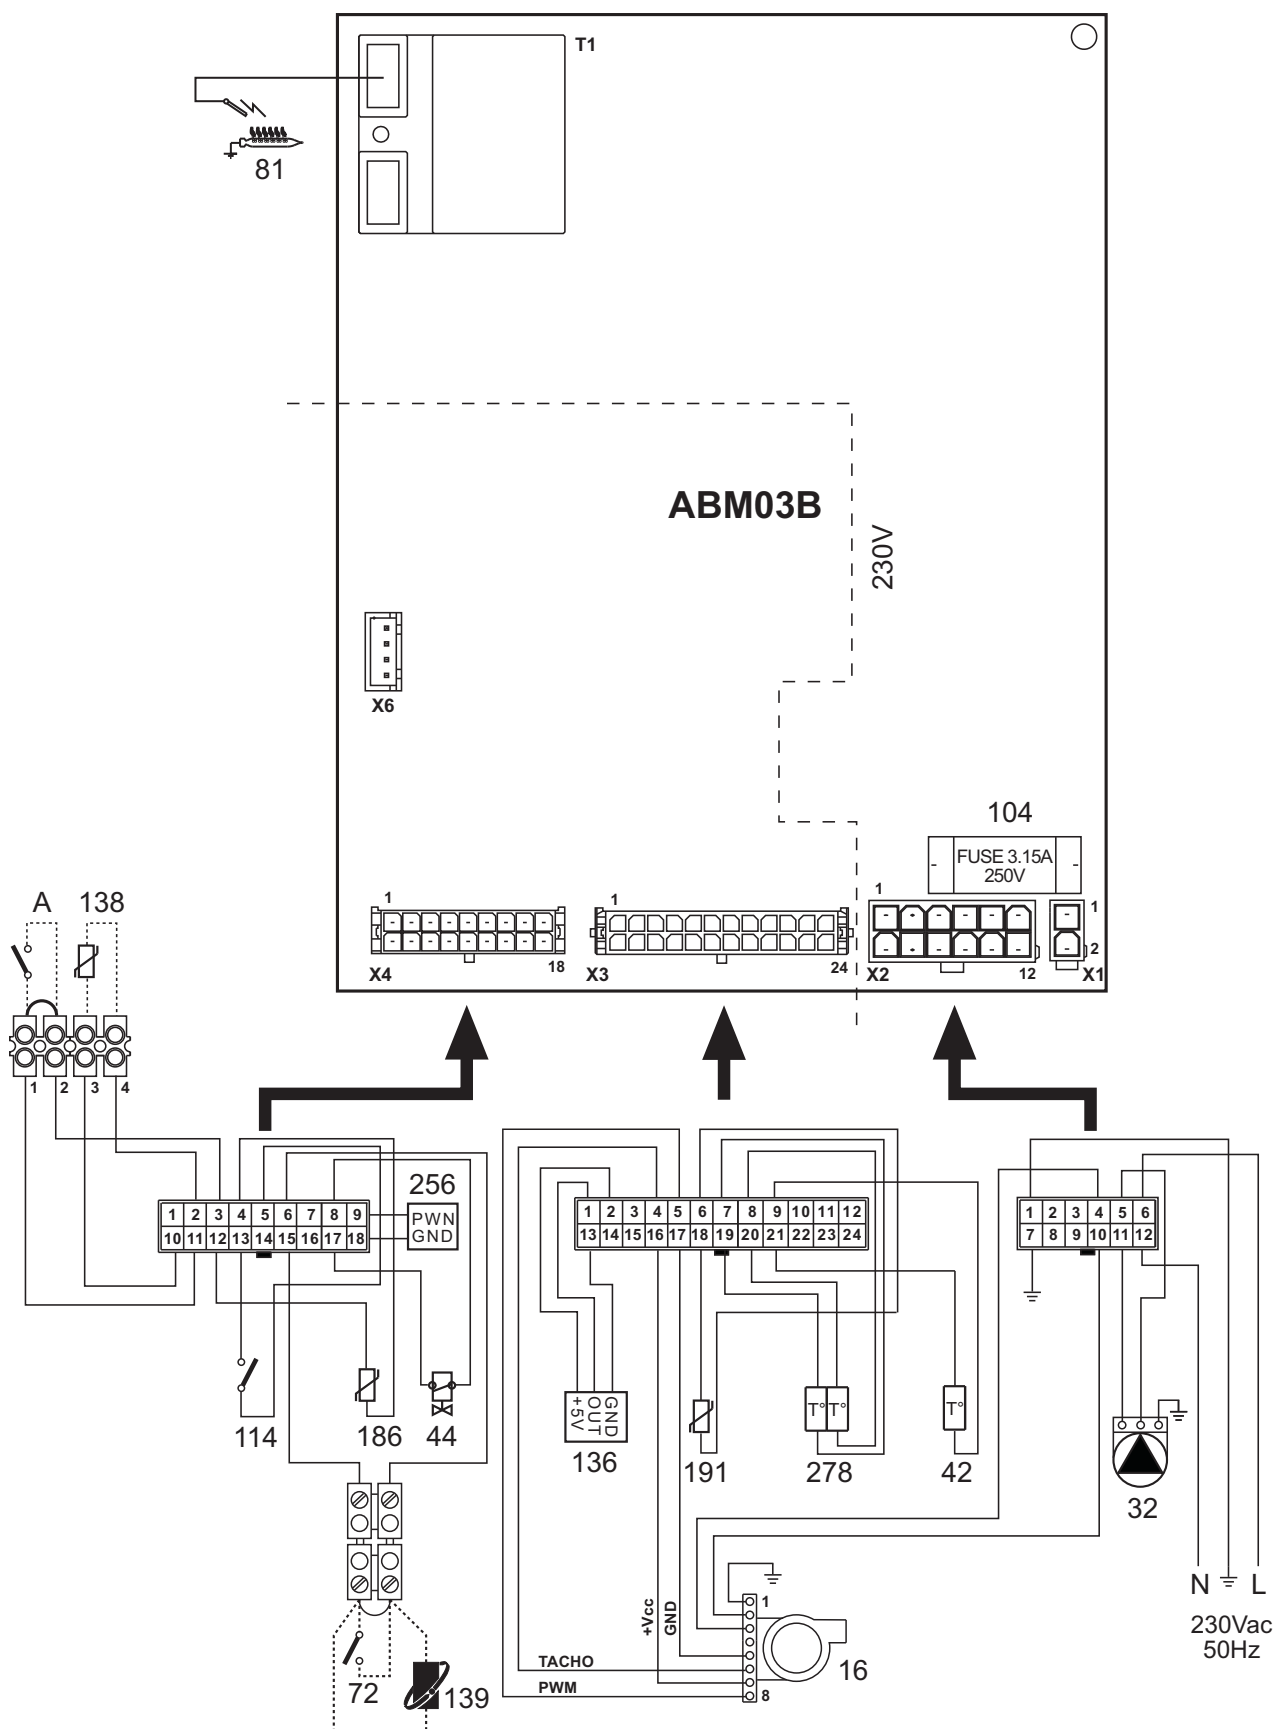 T1
81
ABM03B
230V
X6
104
FUSE 3.15A
250V
1
1
1
1
2
X4
18
X3
24
X2
12
X1
A
138
1
2
3
4
256
PWN
GND
1 2 3 4 5 6 7 8 9
10 11 12 13 14 15 16 17 18
1 2 3 4 5 6 7 8 9 10 11 12
13 14 15 16 17 18 19 20 21 22 23 24
1 2 3 4 5 6
7 8 9 10 11 12
114
186
44
+5V
OUT
GND
136
191
T°
T°
278
T°
42
32
N
L
230Vac
50Hz
+Vcc
GND
TACHO
PWM
1
8
16
72
139